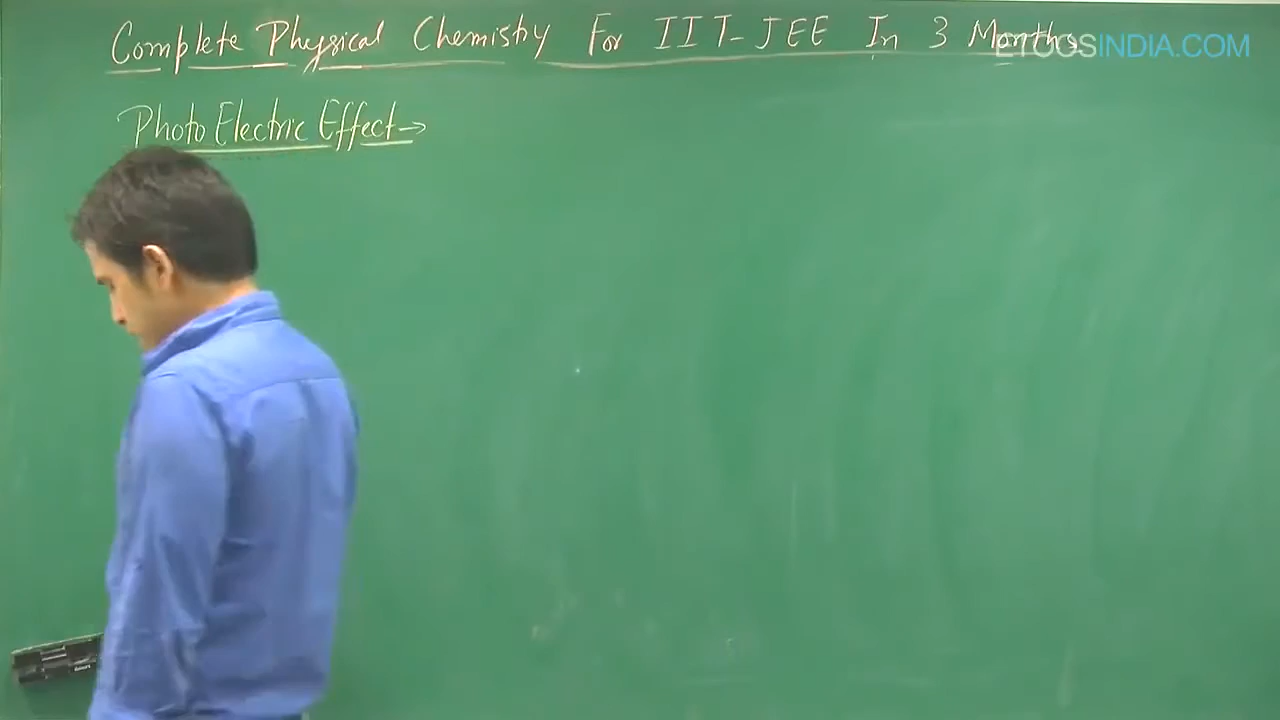 Complete Physical Chemistry For IIT-JEE In 3 Months
ETOOSINDIA.COM
Photo Electric Effect→